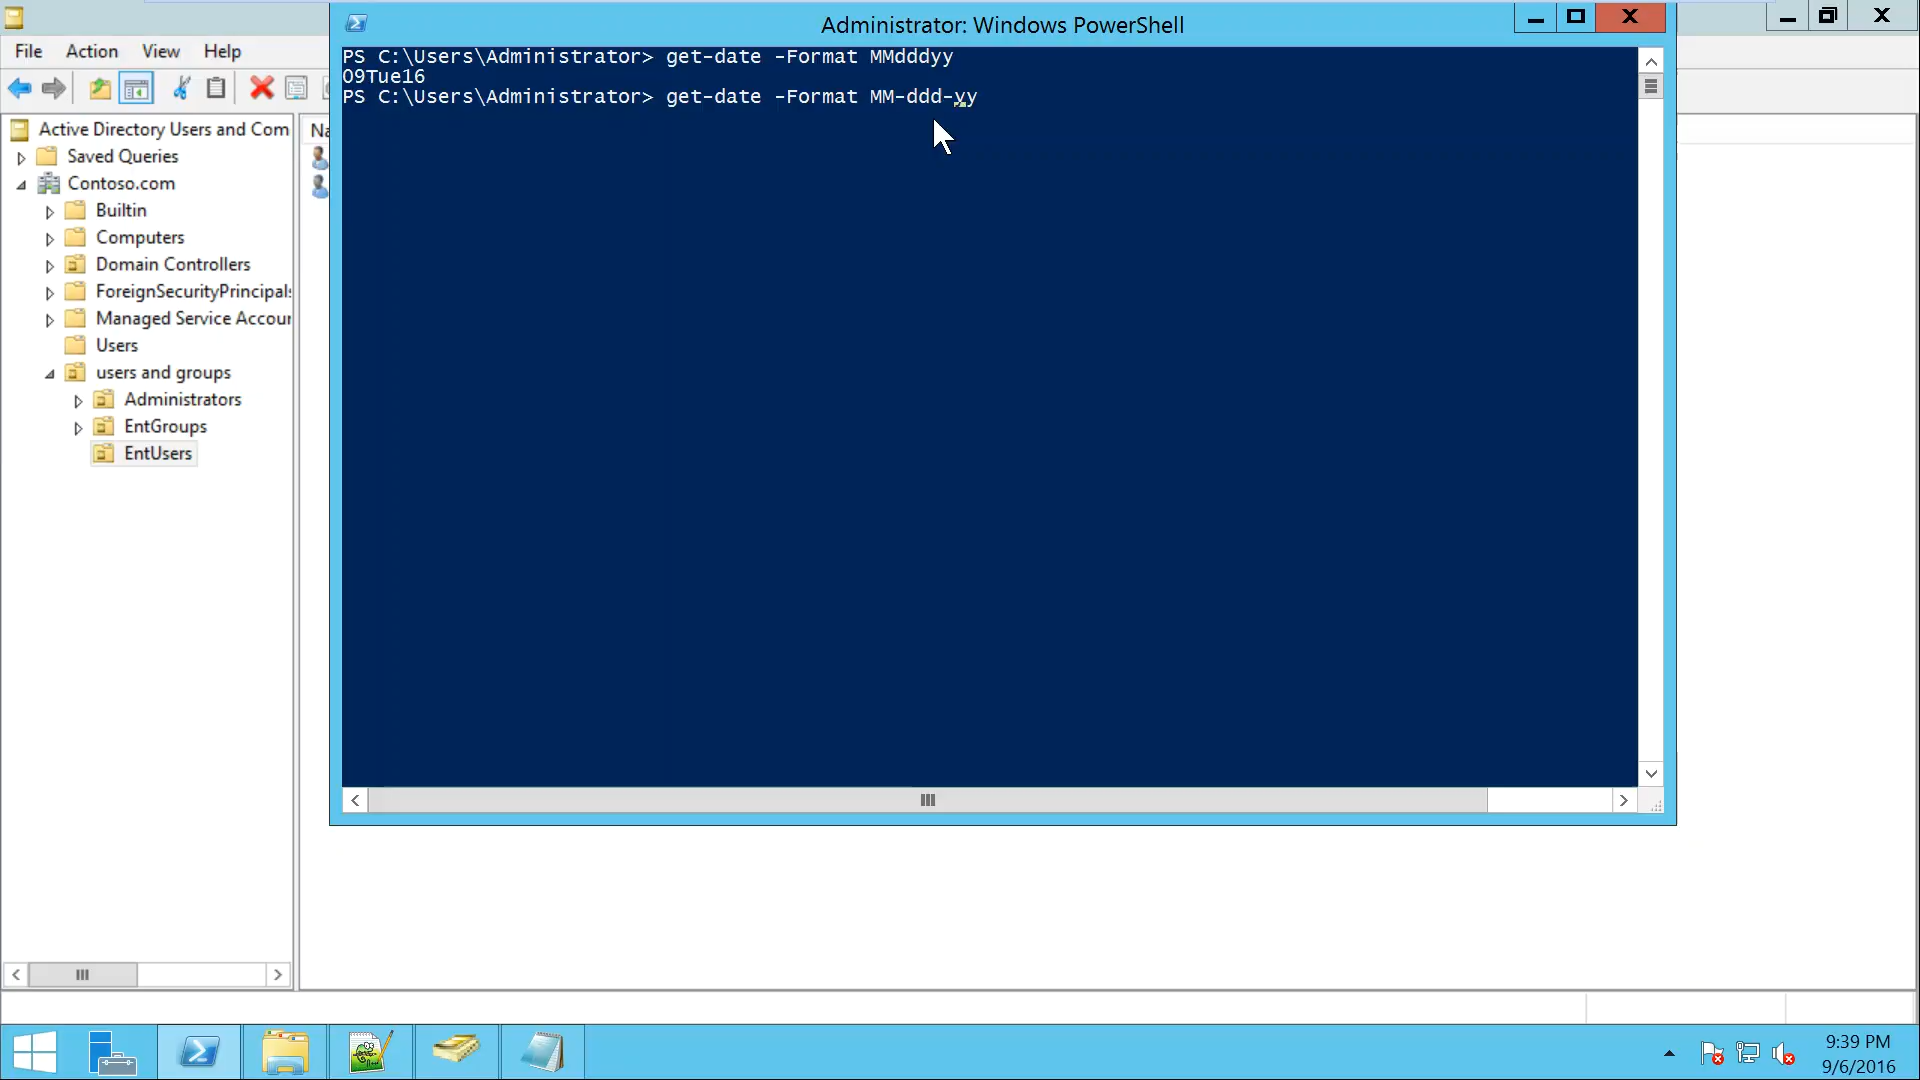 Administrator: Windows PowerShell
File Action View Help
PS C:\Users\Administrator> get-date -Format MMdddyy
09Tue16
PS C:\Users\Administrator> get-date -Format MM-ddd-yy
Active Directory Users and Com
Na
Saved Queries
Contoso.com
Builtin
Computers
Domain Controllers
ForeignSecurityPrincipals
Managed Service Accour
Users
users and groups
Administrators
EntGroups
EntUsers
9:39 PM
9/6/2016